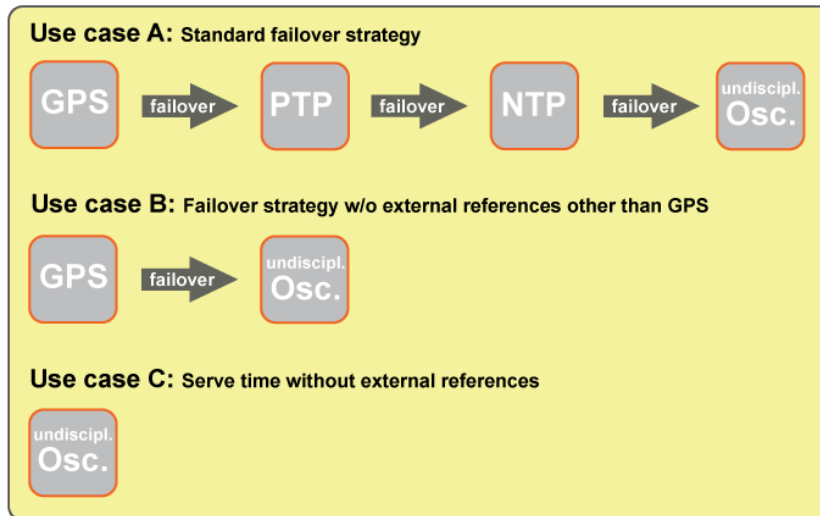 Use case A: Standard failover strategy
GPS failover PTP failover NTP failover undiscipl. Osc.
Use case B: Failover strategy w/o external references other than GPS
GPS failover undiscipl. Osc.
Use case C: Serve time without external references
undiscipl.
Osc.